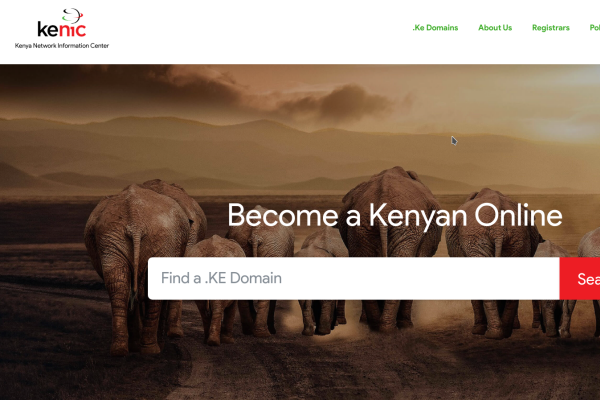 kenic
Kenya Network Information Center
.Ke Domains
About Us
Registrars
Pol
Become a Kenyan Online
Find a .KE Domain
Sea